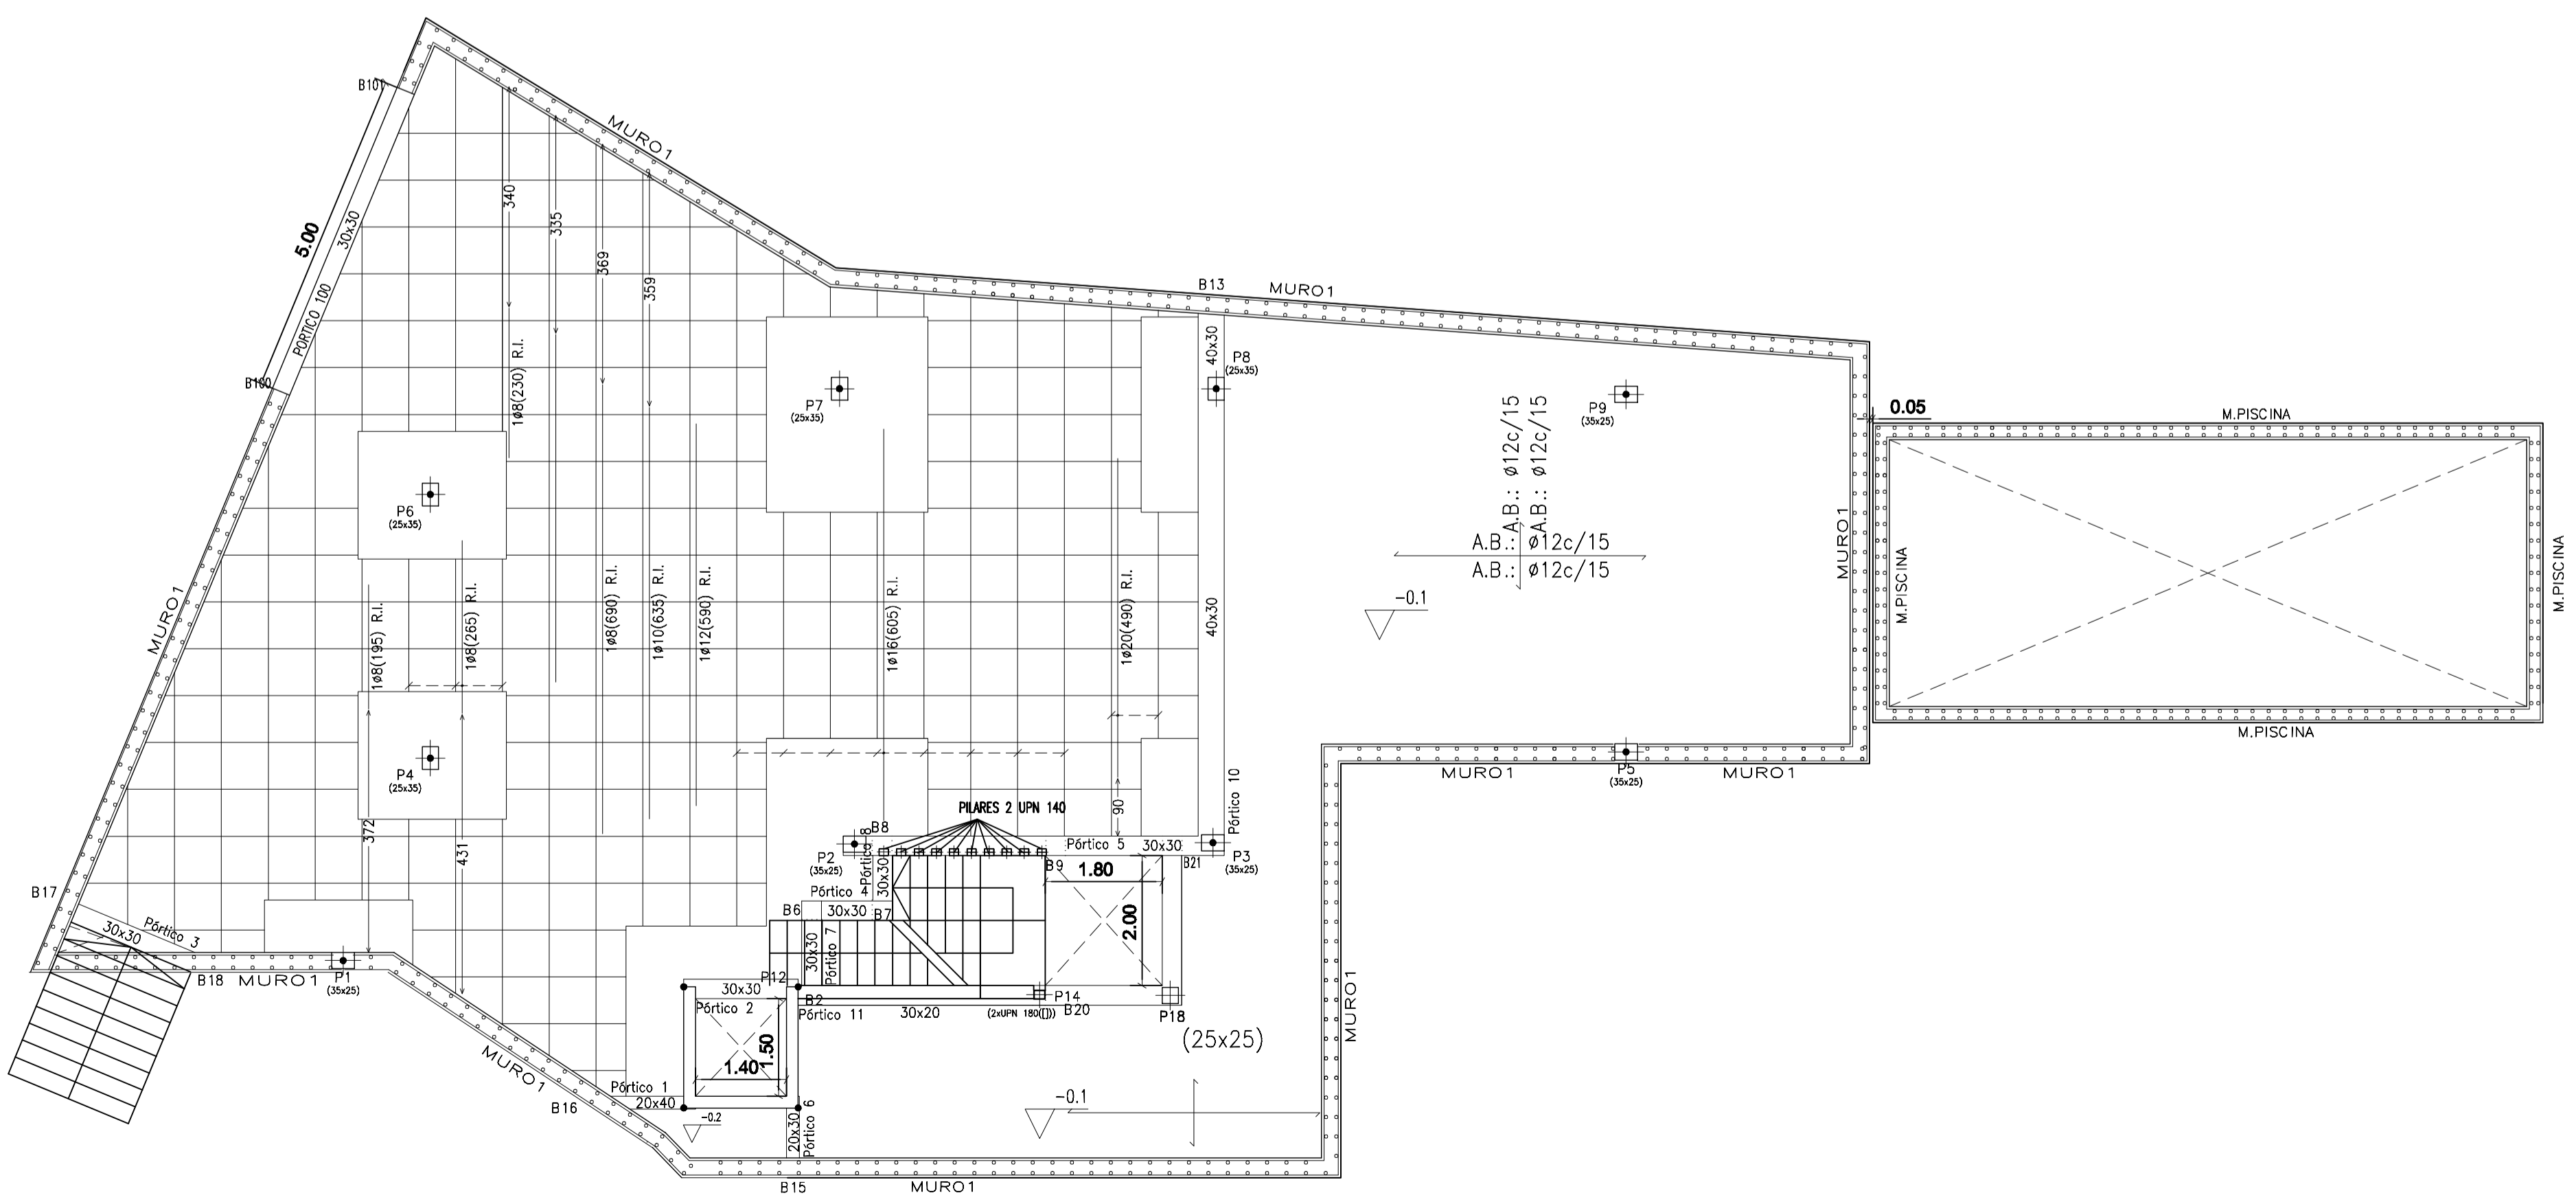 B101
MURO1
340
335
369
359
5.00
30x30
PORTICO 100
B100
B13
MURO1
40x30
P8
(25x35)
P7
(25x35)
P9
(35x25)
0.05
M.PISCINA
1ø8(230) R.I.
A.B.: ø12c/15
A.B.: ø12c/15
A.B.: ø12c/15
A.B.: ø12c/15
P6
(25x35)
MURO1
MURO1
M.PISCINA
M.PISCINA
-0.1
1ø8(195) R.I.
1ø8(265) R.I.
1ø8(690) R.I.
1ø10(635) R.I.
1ø12(590) R.I.
1ø16(605) R.I.
1ø20(490) R.I.
40x30
M.PISCINA
P4
(25x35)
MURO1
P5
(35x25)
MURO1
372
431
90
Pórtico 10
PILARES 2 UPN 140
B8
Pórtico 8
P2
(35x25)
30x30
Pórtico 5
30x30
P3
(35x25)
B21
B9
1.80
2.00
B17
Pórtico 3
30x30
Pórtico 4
B6
30x30
B7
30x30
Pórtico 7
B18
MURO1
P1
(35x25)
P12
30x30
Pórtico 2
B2
Pórtico 11
30x20
P14
(2xUPN 180([]))
B20
P18
(25x25)
1.50
1.40
MURO1
MURO1
Pórtico 1
20x40
B16
-0.2
20x30
Pórtico 6
-0.1
B15
MURO1